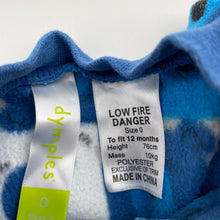 dymples
0
LOW FIRE
DANGER
Size 0
To fit 12 months
Height 76cm
Mass 10kg
POLYESTER
EXCLUSIVE OF TRIM
MADE IN CHINA